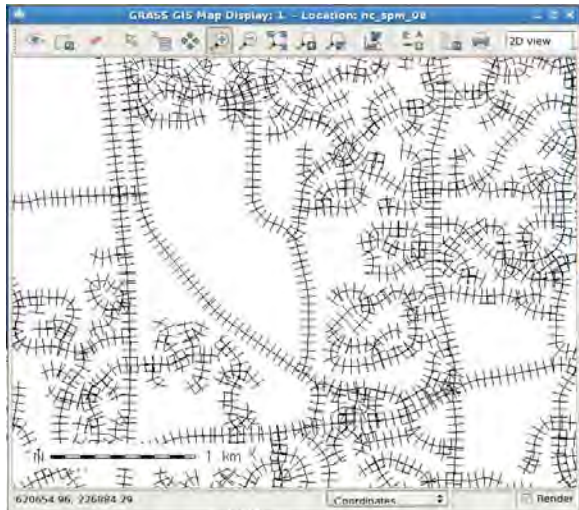 GRASS GIS Map Display: 1 - Location: nc_spm_08
2D view
N
1 km
620654.96, 226884.29
Coordinates
Render